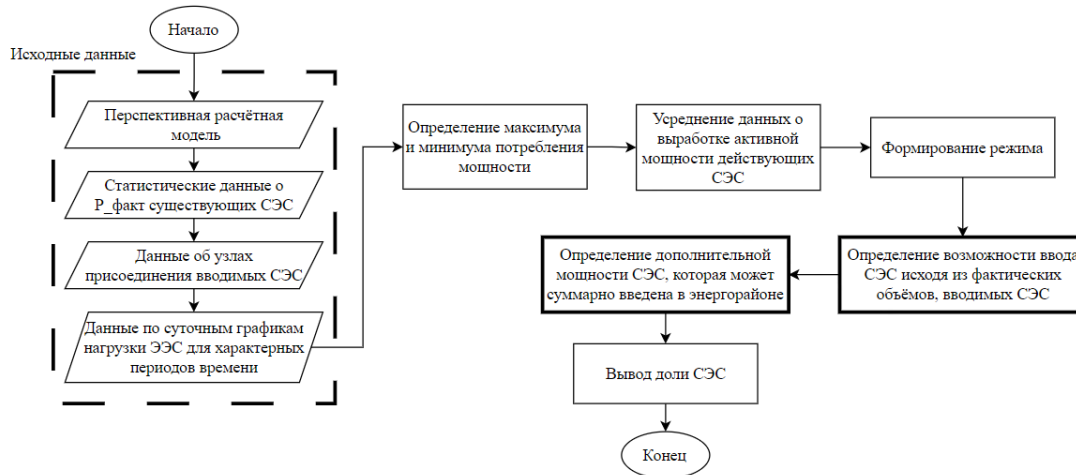 Начало
Исходные данные
Перспективная расчётная
модель
Статистические данные о
P_факт существующих СЭС
Данные об узлах
присоединения вводимых СЭС
Данные по суточным графикам
нагрузки ЭЭС для характерных
периодов времени
Определение максимума
и минимума потребления
мощности
Усреднение данных о
выработке активной
мощности действующих
СЭС
Формирование режима
Определение возможности ввода
СЭС исходя из фактических
объёмов, вводимых СЭС
Определение дополнительной
мощности СЭС, которая может
суммарно введена в энергорайоне
Вывод доли СЭС
Конец